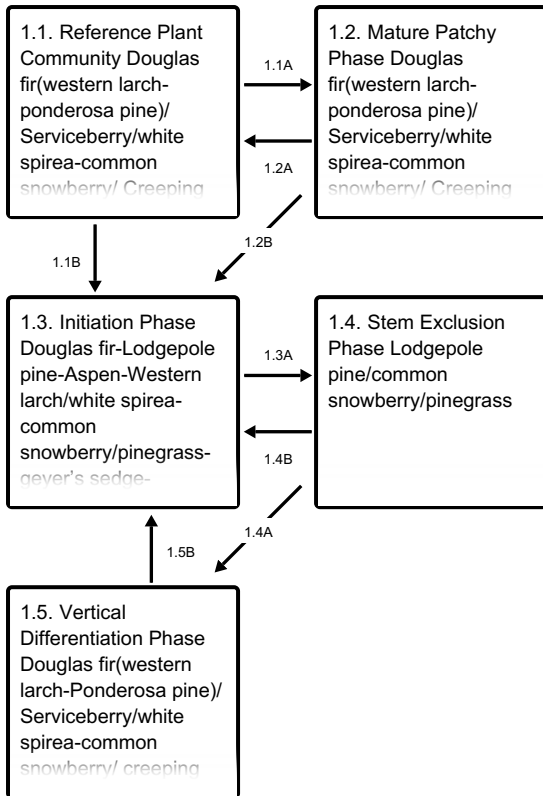 1.1. Reference Plant
Community Douglas
fir(western larch-
ponderosa pine)/
Serviceberry/white
spirea-common
snowberry/ Creeping
1.1A
1.2A
1.2. Mature Patchy
Phase Douglas
fir(western larch-
ponderosa pine)/
Serviceberry/white
spirea-common
snowberry/ Creeping
1.1B
1.2B
1.3. Initiation Phase
Douglas fir-Lodgepole
pine-Aspen-Western
larch/white spirea-
common
snowberry/pinegrass-
geyer's sedge-
1.3A
1.4B
1.4. Stem Exclusion
Phase Lodgepole
pine/common
snowberry/pinegrass
1.5B
1.4A
1.5. Vertical
Differentiation Phase
Douglas fir(western
larch-Ponderosa pine)/
Serviceberry/white
spirea-common
snowberry/ creeping